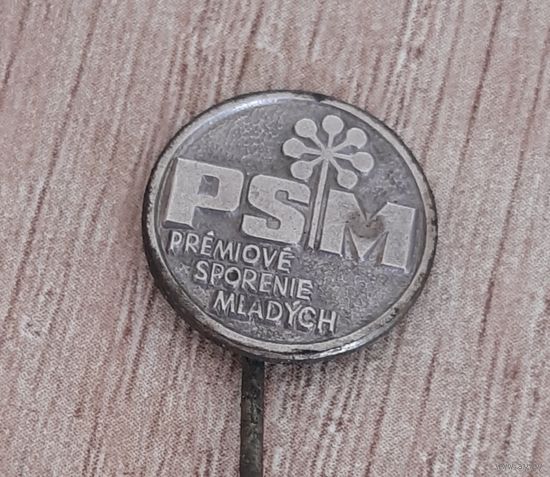 PSM
PRÉMIOVÉ
SPORENIE
MLADÝCH